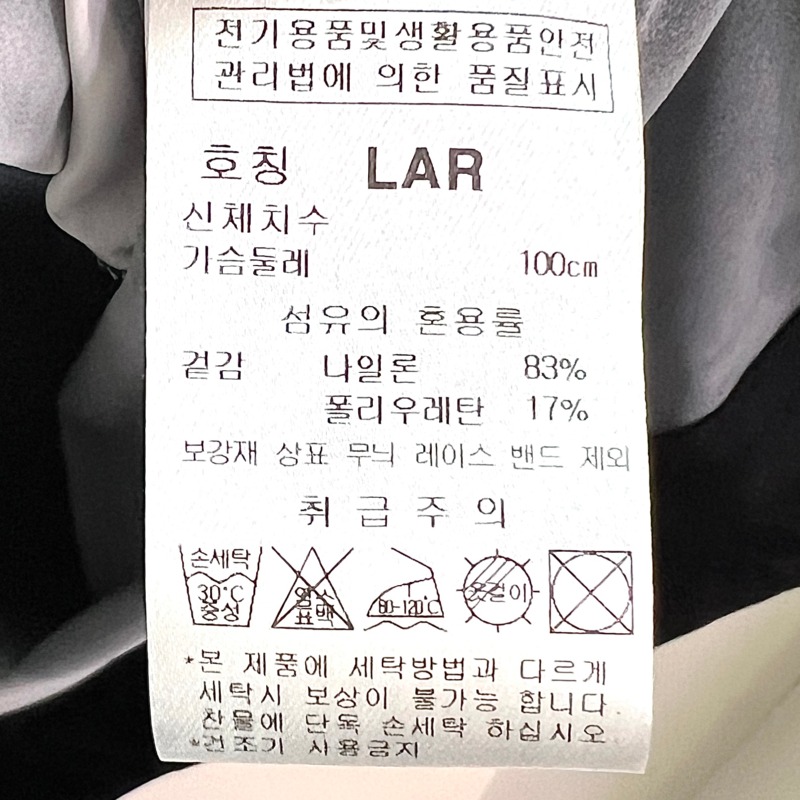 전기용품및생활용품안전
관리법에 의한 품질표시
호칭 LAR
신체치수
가슴둘레 100cm
섬유의 혼용률
겉감 나일론 83%
폴리우레탄 17%
보강재 상표 무늬 레이스 밴드 제외
취급주의
손세탁
30°C
중성
염소
표백
80-120°C
옷걸이
*본 제품에 세탁방법과 다르게
세탁시 보상이 불가능 합니다.
찬물에 단독 손세탁 하십시오
*건조기 사용금지